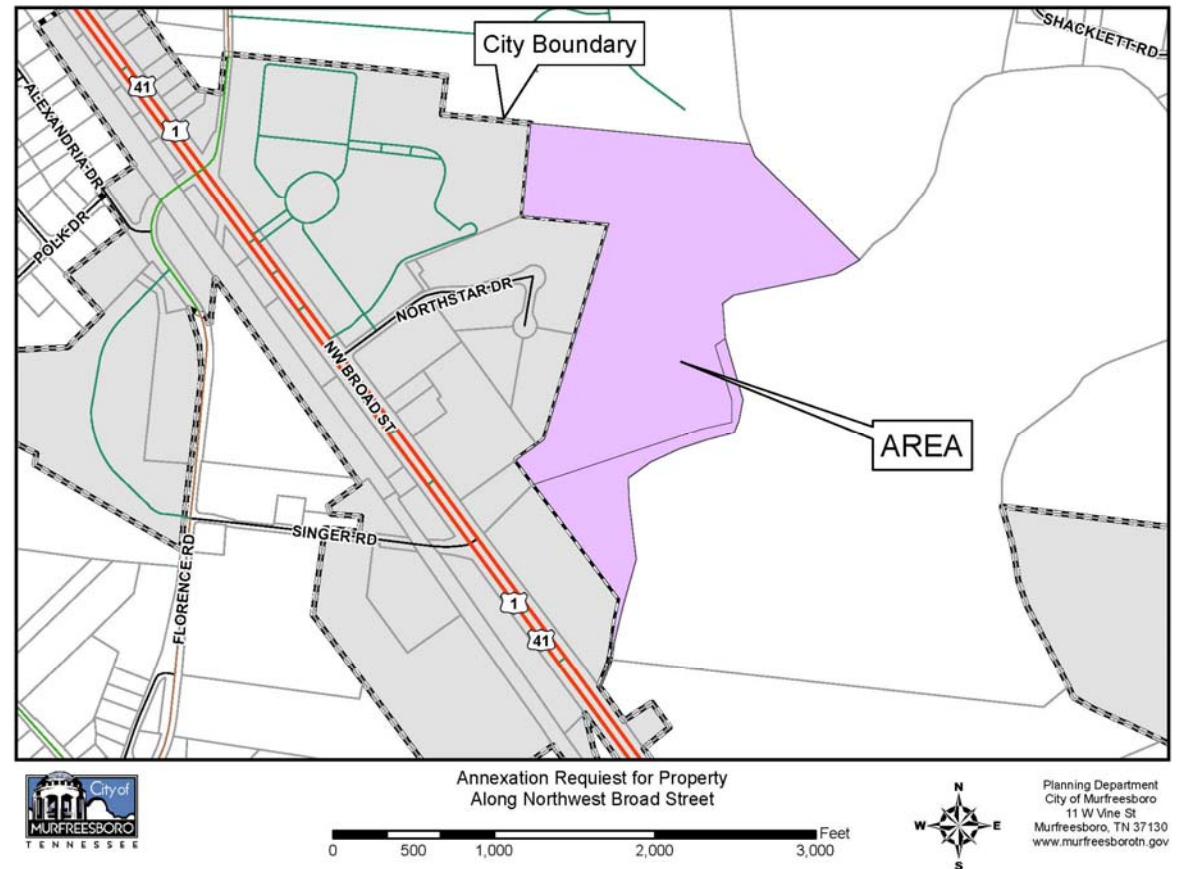 SHACKLETT RD
City Boundary
41
1
ALEXANDRIA DR
POLK DR
NORTHSTAR DR
NW BROAD ST
AREA
SINGER RD
FLORENCE RD
1
41
City of
MURFREESBORO
TENNESSEE
Annexation Requiest for Property
Along Northwest Broad Street
Feet
0 500 1,000 2,000 3,000
N
W E
S
Planning Department
City of Murfreesboro
11 W Vine St
Murfreesboro, TN 37130
www.murfreesborotn.gov